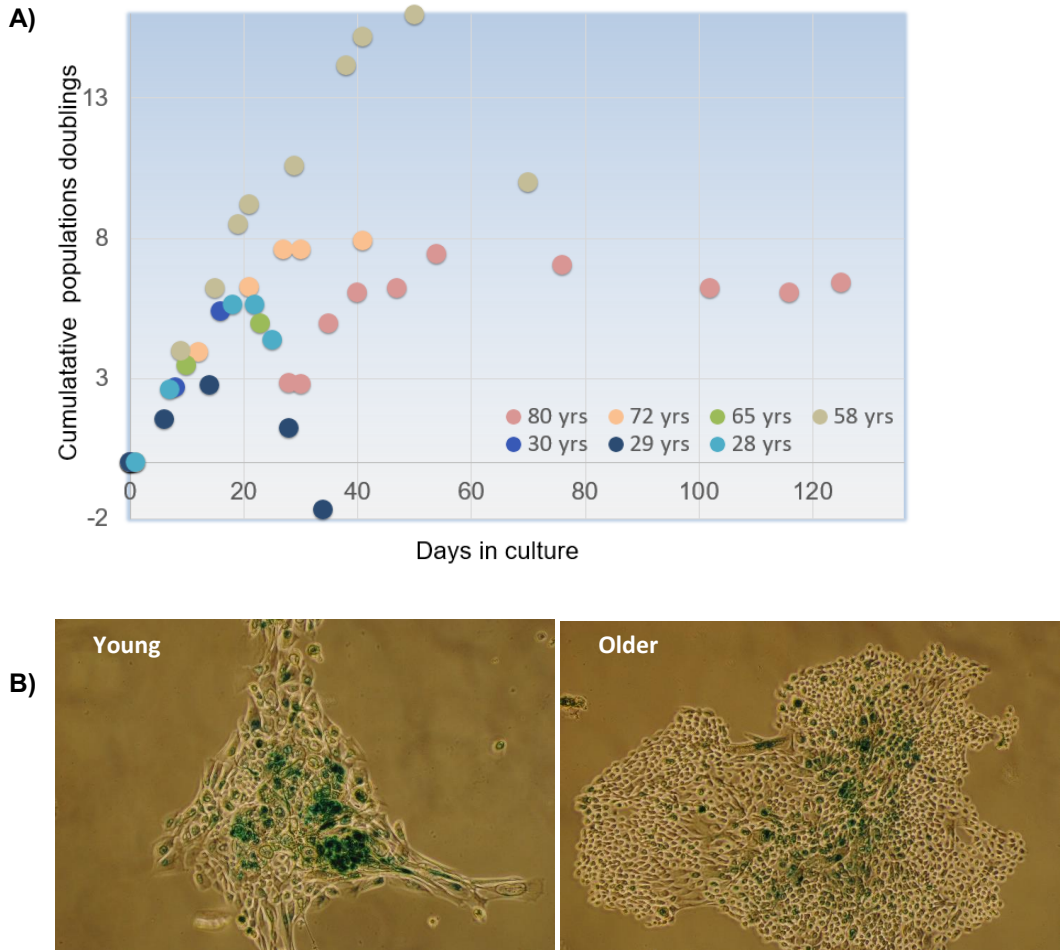 A)
Cumulatative populations doublings
13
8
3
-2
80 yrs 72 yrs 65 yrs 58 yrs
30 yrs 29 yrs 28 yrs
0 20 40 60 80 100 120
Days in culture
B)
Young
Older